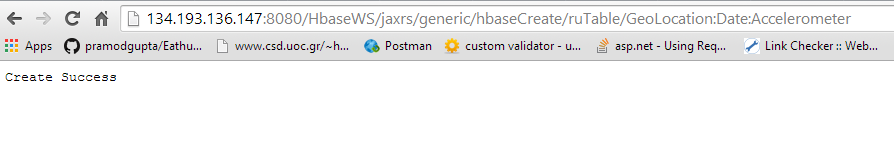 134.193.136.147:8080/HbaseWS/jaxrs/generic/hbaseCreate/ruTable/GeoLocation:Date:Accelerometer
Apps pramodgupta/Eathu... www.csd.uoc.gr/~h... Postman custom validator - u... asp.net - Using Req... Link Checker :: Web...
Create Success